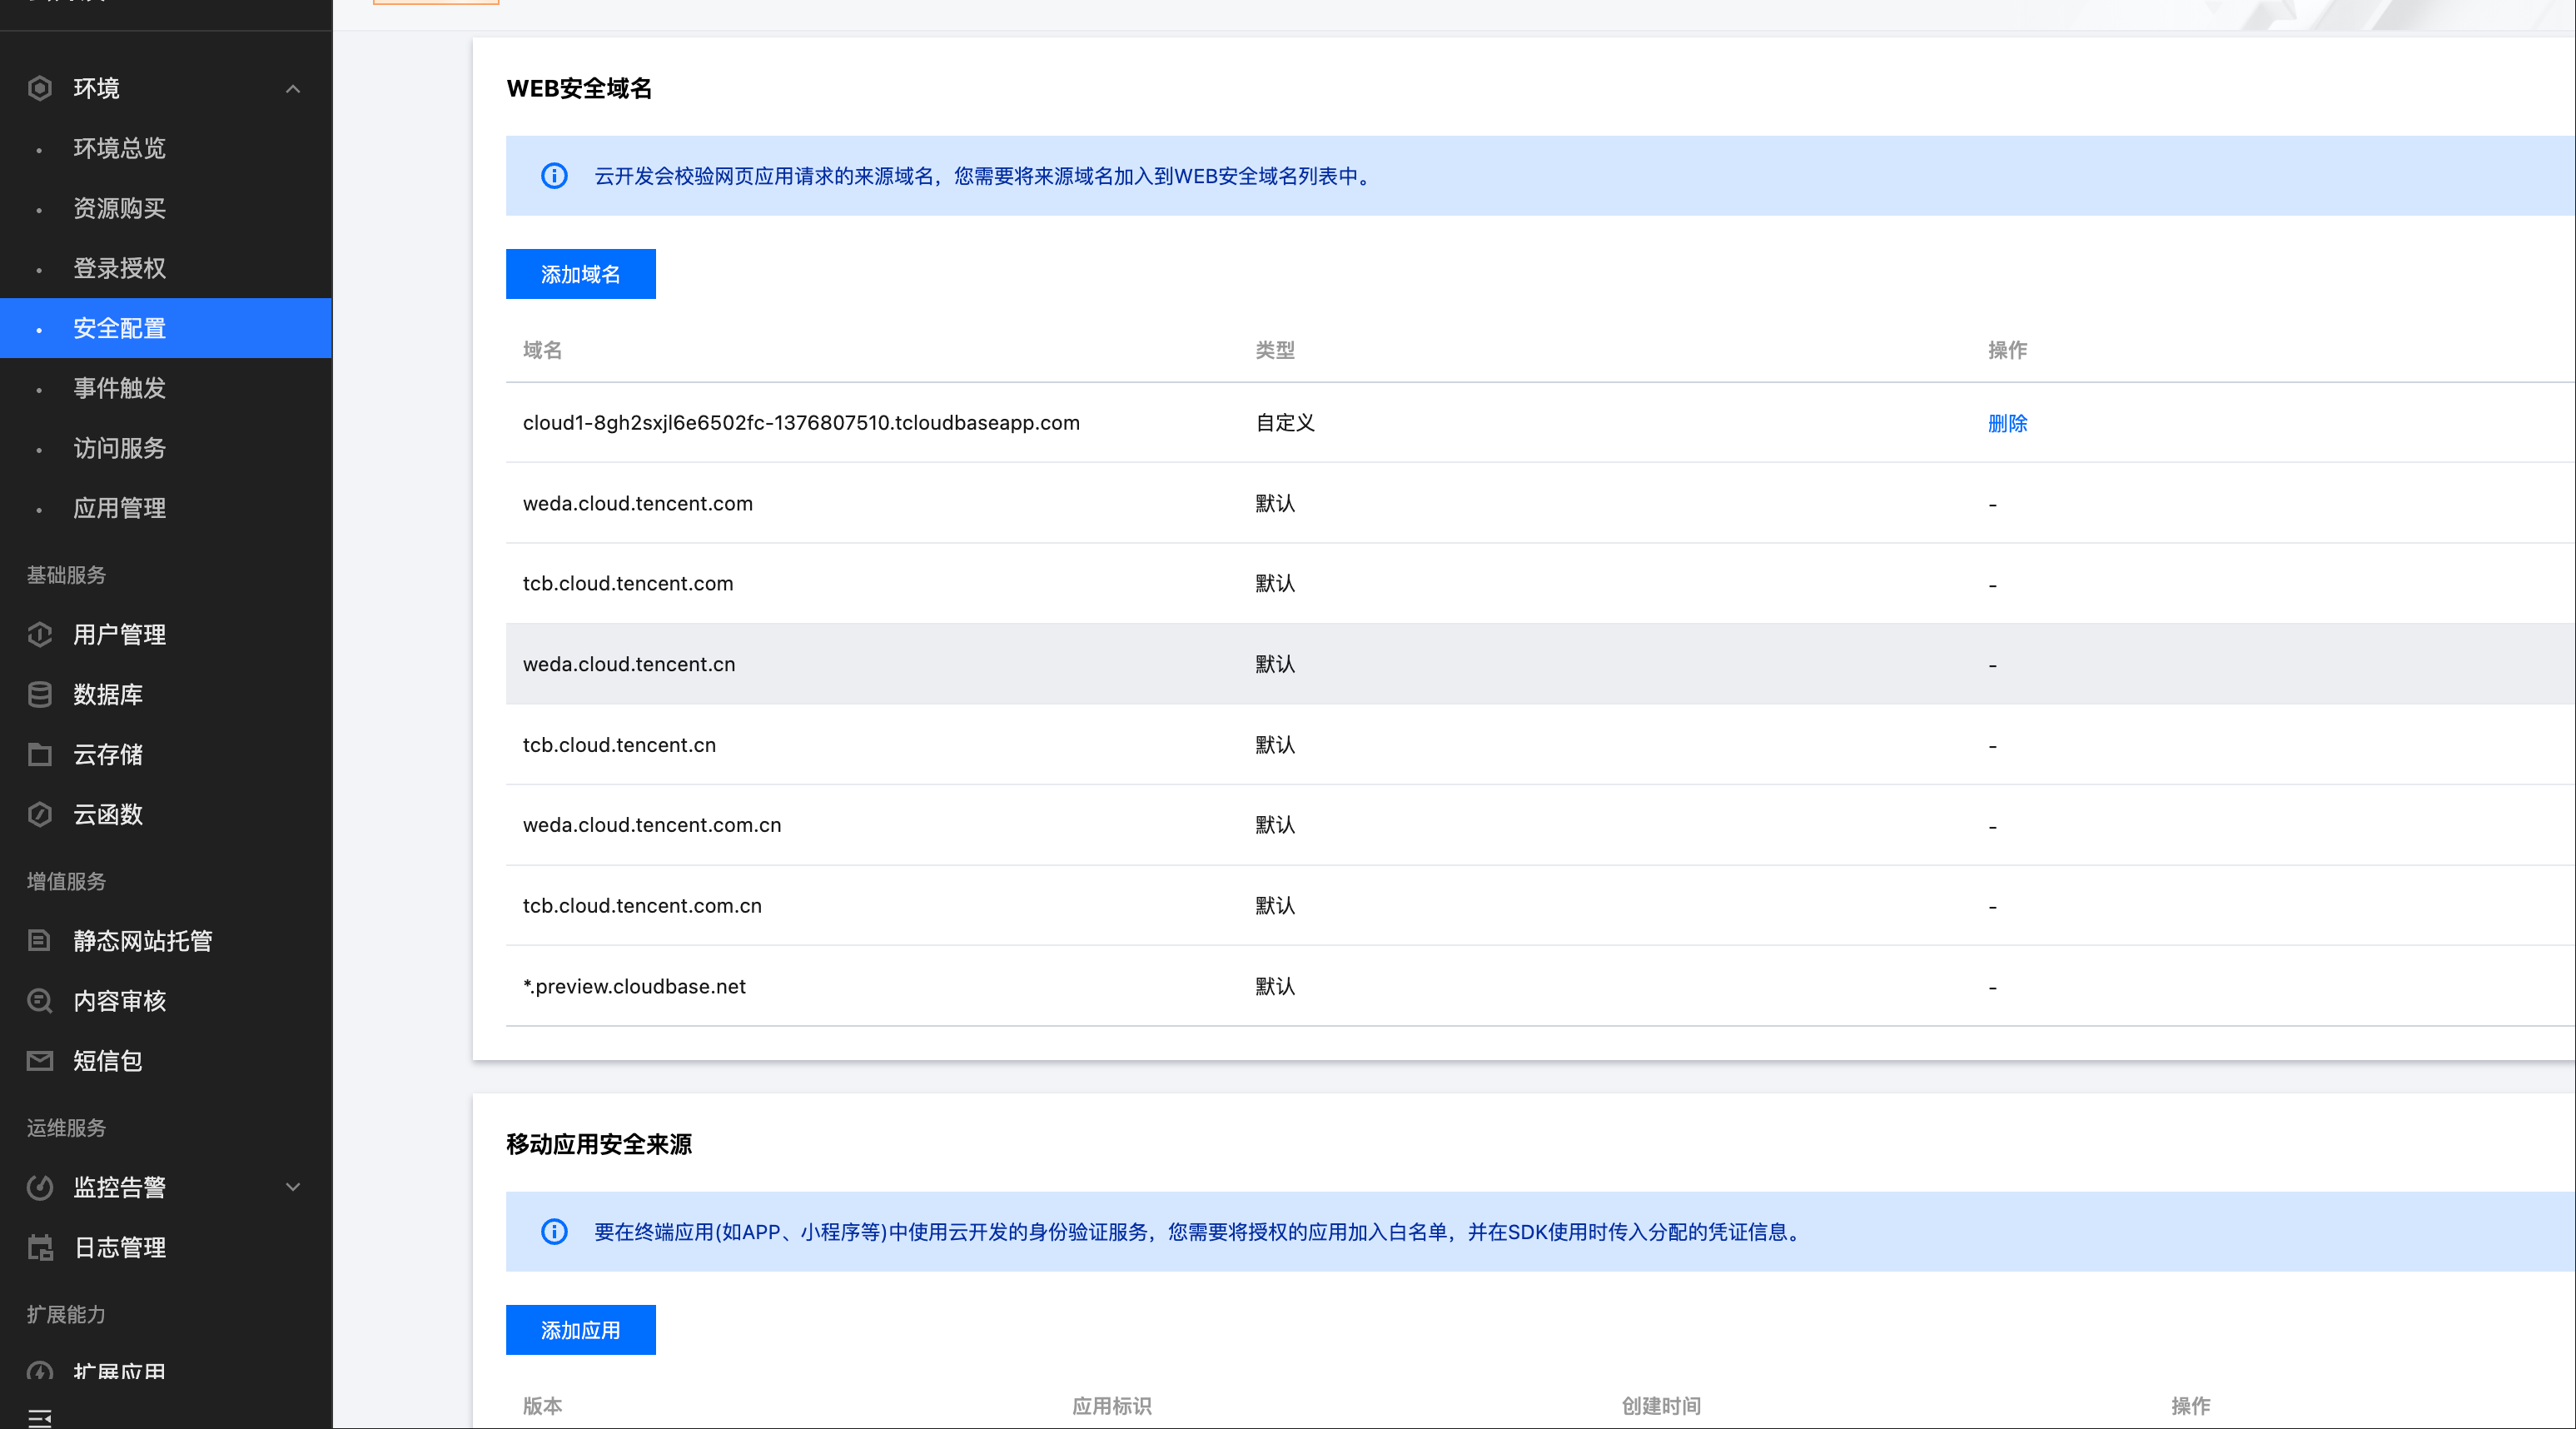 环境
环境总览
资源购买
登录授权
安全配置
事件触发
访问服务
应用管理
基础服务
用户管理
数据库
云存储
云函数
增值服务
静态网站托管
内容审核
短信包
运维服务
监控告警
日志管理
扩展能力
扩展应用
WEB安全域名
云开发会校验网页应用请求的来源域名，您需要将来源域名加入到WEB安全域名列表中。
添加域名
域名 类型 操作
cloud1-8gh2sxjl6e6502fc-1376807510.tcloudbaseapp.com 自定义 删除
weda.cloud.tencent.com 默认 -
tcb.cloud.tencent.com 默认 -
weda.cloud.tencent.cn 默认 -
tcb.cloud.tencent.cn 默认 -
weda.cloud.tencent.com.cn 默认 -
tcb.cloud.tencent.com.cn 默认 -
*.preview.cloudbase.net 默认 -
移动应用安全来源
要在终端应用(如APP、小程序等)中使用云开发的身份验证服务，您需要将授权的应用加入白名单，并在SDK使用时传入分配的凭证信息。
添加应用
版本 应用标识 创建时间 操作